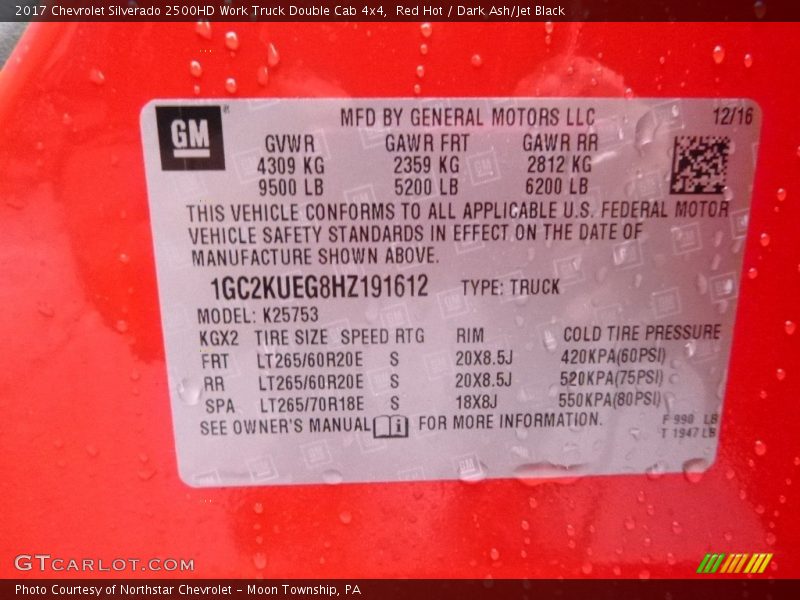 2017 Chevrolet Silverado 2500HD Work Truck Double Cab 4x4,  Red Hot / Dark Ash/Jet Black
GM®
MFD BY GENERAL MOTORS LLC 12/16
GVWR GAWR FRT GAWR RR
4309 KG 2359 KG 2812 KG
9500 LB 5200 LB 6200 LB
THIS VEHICLE CONFORMS TO ALL APPLICABLE U.S. FEDERAL MOTOR
VEHICLE SAFETY STANDARDS IN EFFECT ON THE DATE OF
MANUFACTURE SHOWN ABOVE.
1GC2KUEG8HZ191612 TYPE: TRUCK
MODEL: K25753
KGX2 TIRE SIZE SPEED RTG RIM COLD TIRE PRESSURE
FRT LT265/60R20E S 20X8.5J 420KPA(60PSI)
RR LT265/60R20E S 20X8.5J 520KPA(75PSI)
SPA LT265/70R18E S 18X8J 550KPA(80PSI)
SEE OWNER'S MANUAL i FOR MORE INFORMATION.
F 990 LB
T 1947 LB
GTCARLOT.COM
Photo Courtesy of Northstar Chevrolet - Moon Township, PA